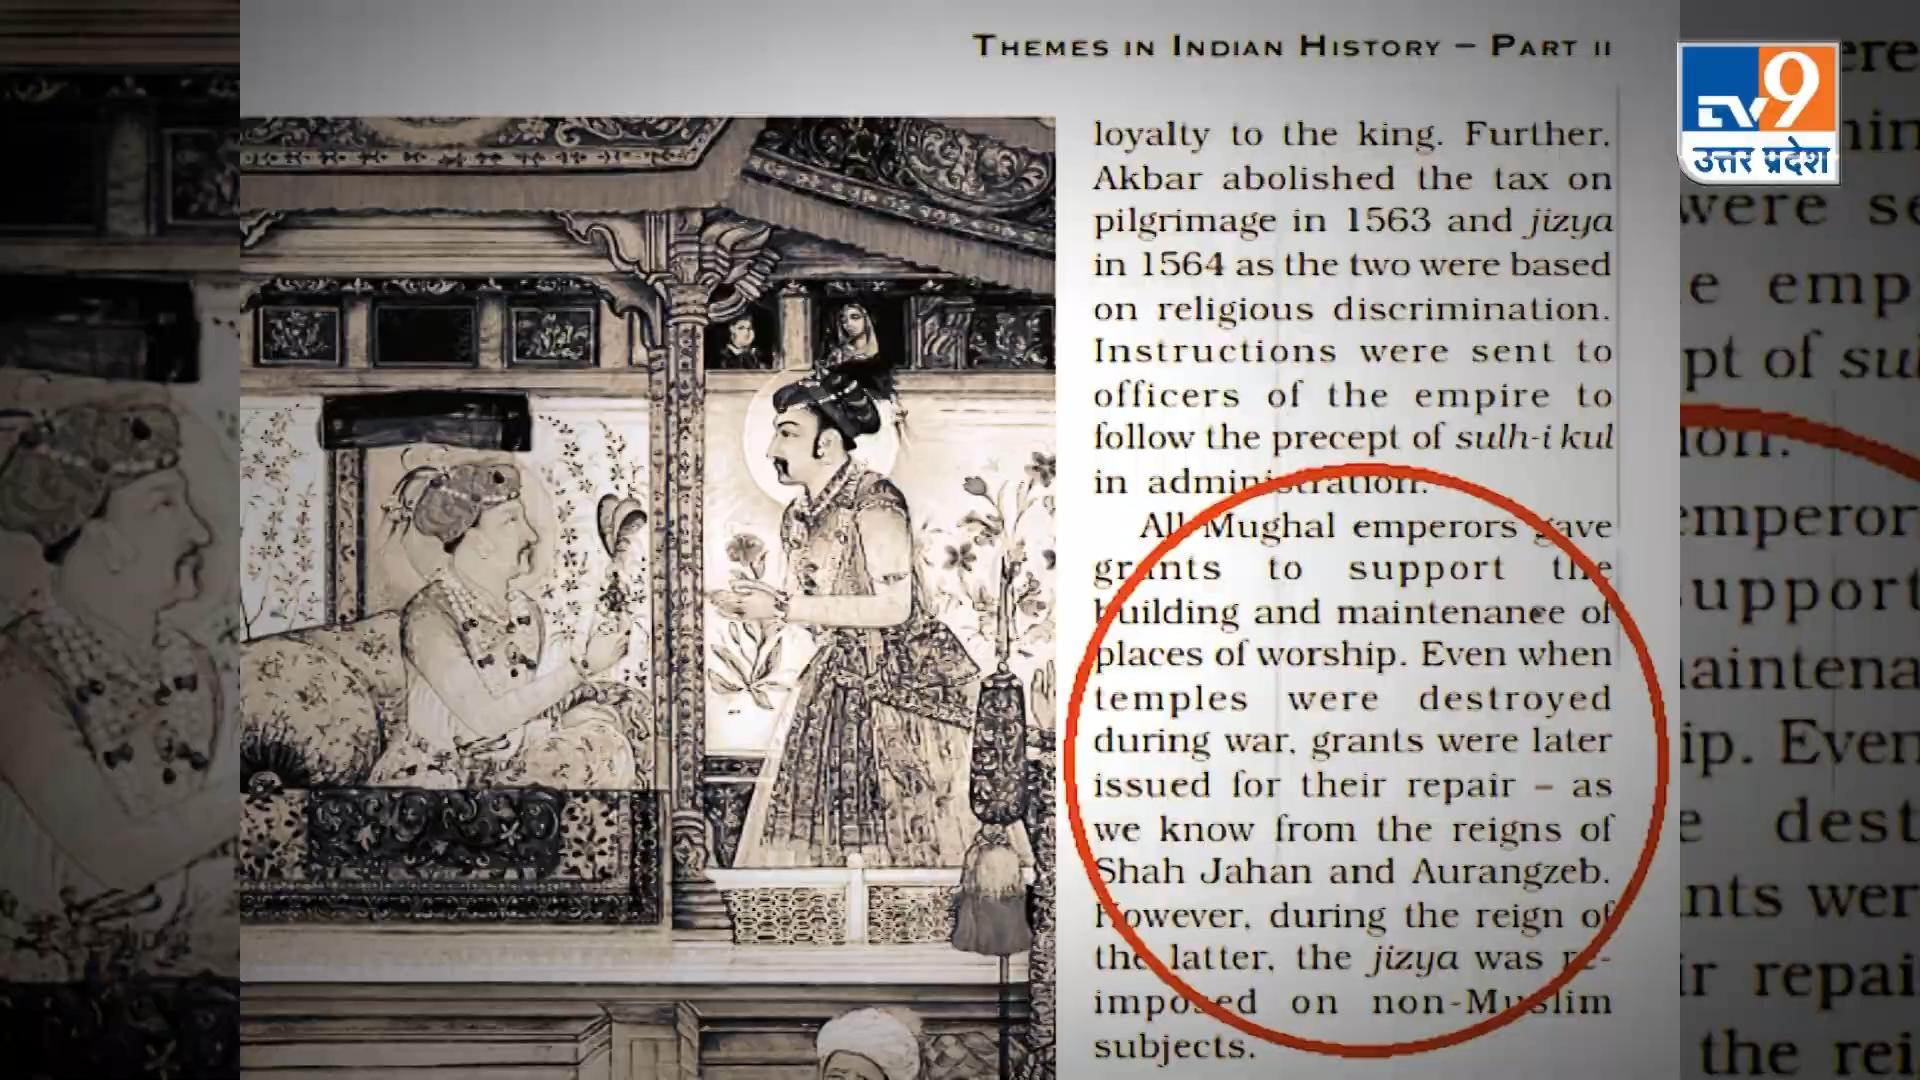 THEMES IN INDIAN HISTORY – PART II
TV9
उत्तर प्रदेश
loyalty to the king. Further,
Akbar abolished the tax on
pilgrimage in 1563 and jizya
in 1564 as the two were based
on religious discrimination.
Instructions were sent to
officers of the empire to
follow the precept of sulh-i kul
in administration.
All Mughal emperors gave
grants to support the
building and maintenance of
places of worship. Even when
temples were destroyed
during war, grants were later
issued for their repair – as
we know from the reigns of
Shah Jahan and Aurangzeb.
However, during the reign of
the latter, the jizya was re-
imposed on non-Muslim
subjects.